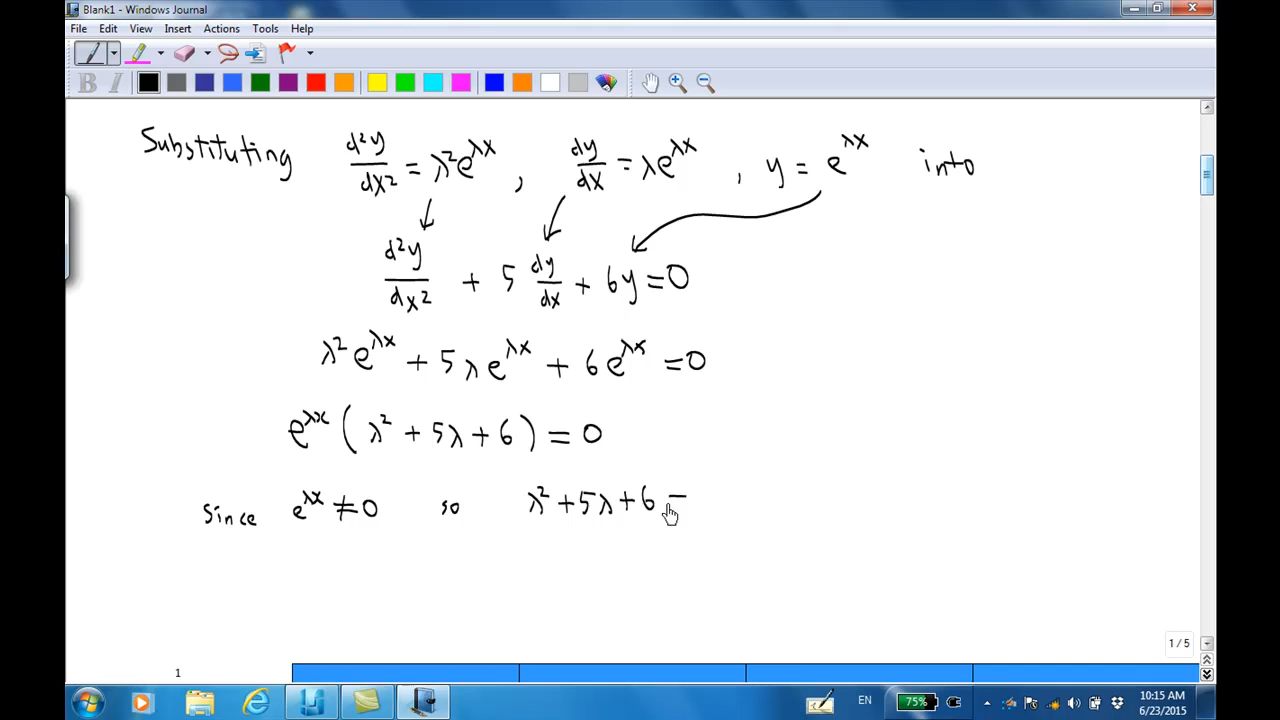 Blank1 - Windows Journal
File Edit View Insert Actions Tools Help
B I
Substituting d²y/dx² = λ²e^λx , dy/dx = λe^λx , y = e^λx into
d²y/dx² + 5 dy/dx + 6y = 0
λ² e^λx + 5λe^λx + 6e^λx = 0
e^λx ( λ² + 5λ + 6 ) = 0
Since e^λx ≠ 0 so λ² + 5λ + 6 −
1 / 5
1
EN 75% 10:15 AM
6/23/2015